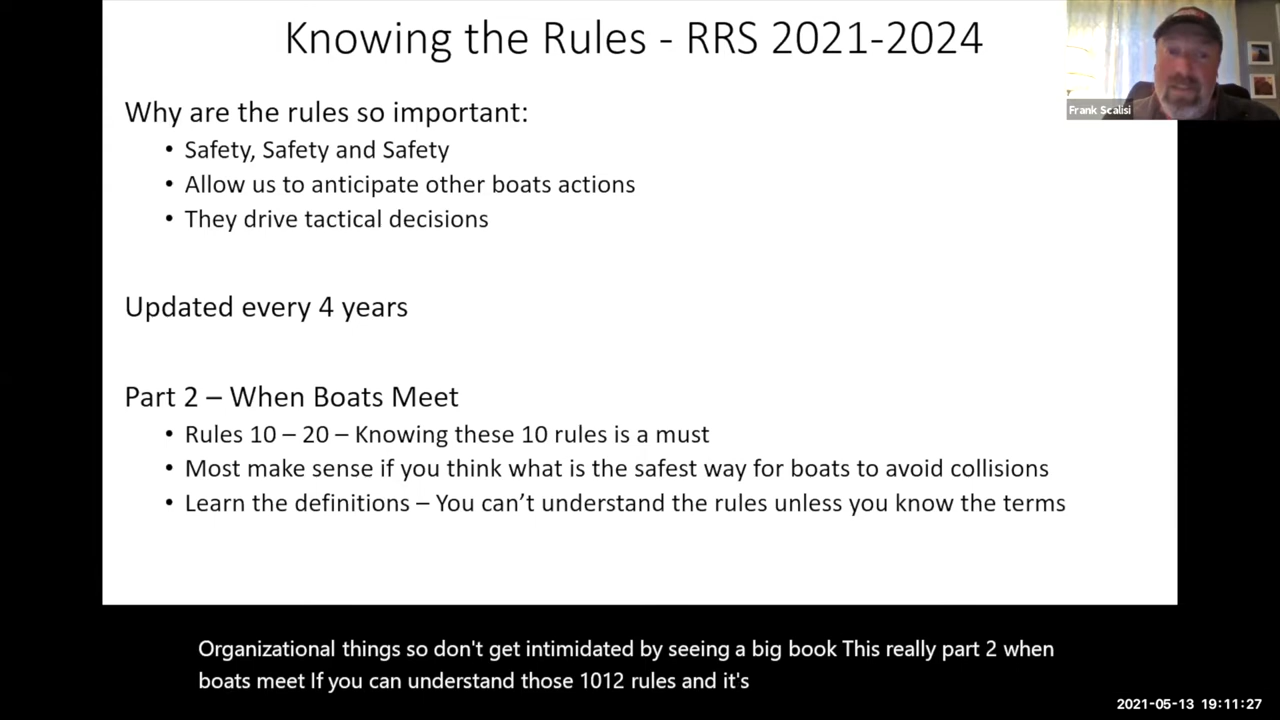 Knowing the Rules - RRS 2021-2024
Frank Scalisi
Why are the rules so important:
• Safety, Safety and Safety
• Allow us to anticipate other boats actions
• They drive tactical decisions
Updated every 4 years
Part 2 – When Boats Meet
• Rules 10 – 20 – Knowing these 10 rules is a must
• Most make sense if you think what is the safest way for boats to avoid collisions
• Learn the definitions – You can’t understand the rules unless you know the terms
Organizational things so don't get intimidated by seeing a big book This really part 2 when
boats meet If you can understand those 1012 rules and it's
2021-05-13 19:11:27